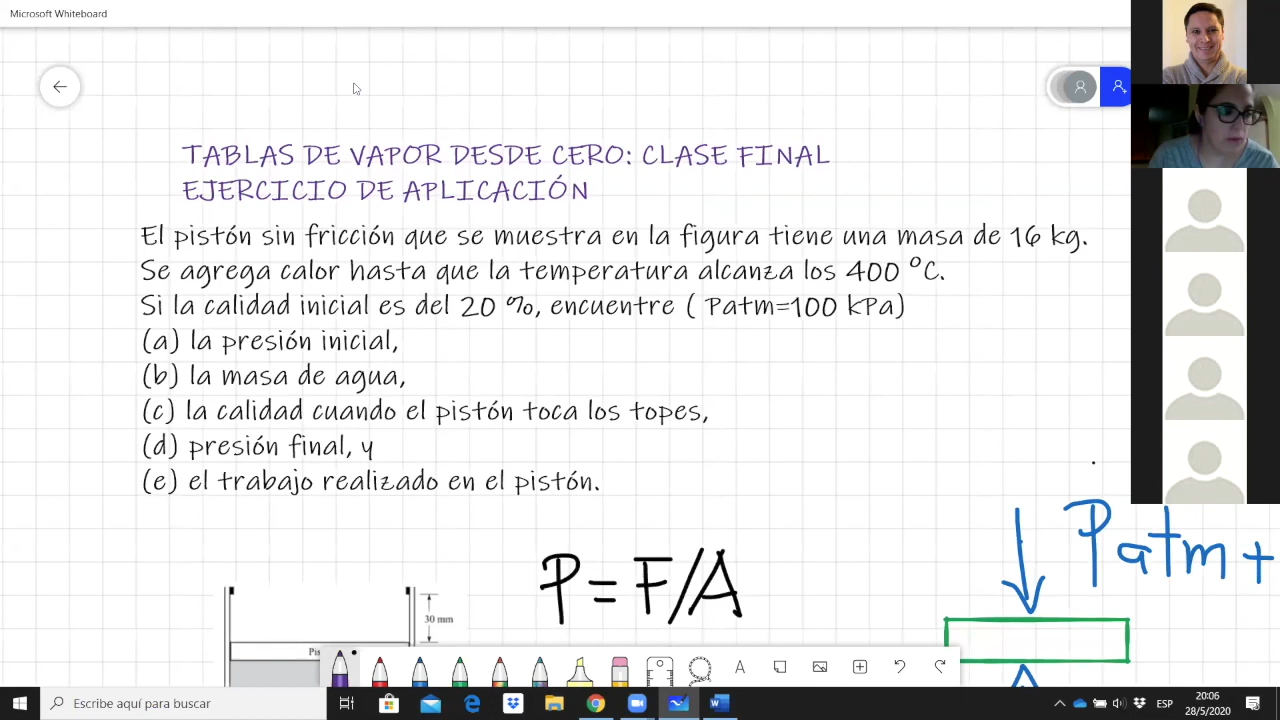 Microsoft Whiteboard
TABLAS DE VAPOR DESDE CERO: CLASE FINAL
EJERCICIO DE APLICACIÓN
El pistón sin fricción que se muestra en la figura tiene una masa de 16 kg.
Se agrega calor hasta que la temperatura alcanza los 400 °C.
Si la calidad inicial es del 20 %, encuentre ( Patm=100 kPa)
(a) la presión inicial,
(b) la masa de agua,
(c) la calidad cuando el pistón toca los topes,
(d) presión final, y
(e) el trabajo realizado en el pistón.
P = F/A
Patm +
30 mm
Pis
A
Escribe aquí para buscar
ESP
20:06
28/5/2020